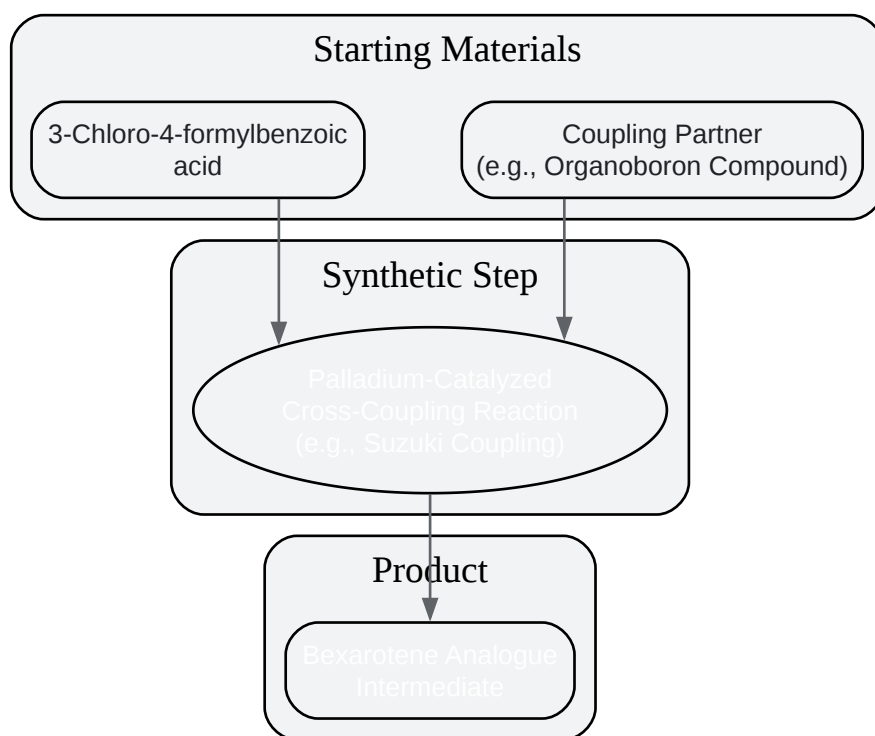 Starting Materials
3-Chloro-4-formylbenzoic
acid
Coupling Partner
(e.g., Organoboron Compound)
Synthetic Step
Palladium-Catalyzed
Cross-Coupling Reaction
(e.g., Suzuki Coupling)
Product
Bexarotene Analogue
Intermediate